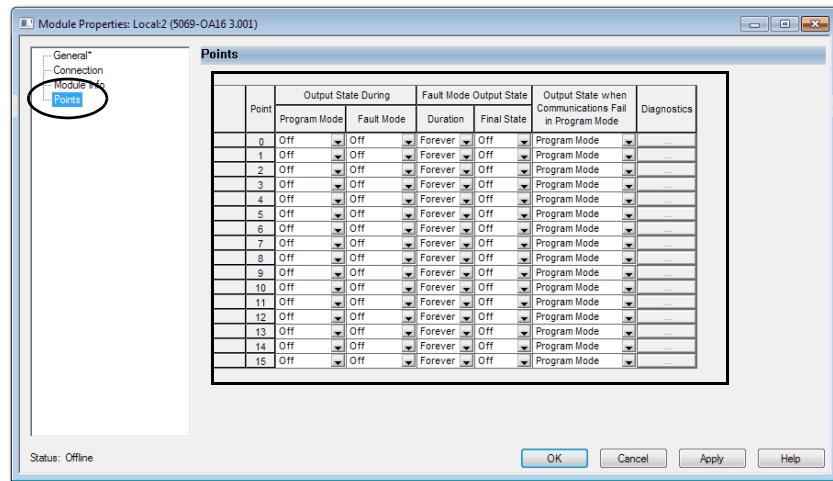 Module Properties: Local:2 (5069-OA16 3.001)
General*
Connection
Module Info
Points
Points
Point Output State During Fault Mode Output State Output State when Communications Fail in Program Mode Diagnostics
Program Mode Fault Mode Duration Final State
0 Off Off Forever Off Program Mode ...
1 Off Off Forever Off Program Mode ...
2 Off Off Forever Off Program Mode ...
3 Off Off Forever Off Program Mode ...
4 Off Off Forever Off Program Mode ...
5 Off Off Forever Off Program Mode ...
6 Off Off Forever Off Program Mode ...
7 Off Off Forever Off Program Mode ...
8 Off Off Forever Off Program Mode ...
9 Off Off Forever Off Program Mode ...
10 Off Off Forever Off Program Mode ...
11 Off Off Forever Off Program Mode ...
12 Off Off Forever Off Program Mode ...
13 Off Off Forever Off Program Mode ...
14 Off Off Forever Off Program Mode ...
15 Off Off Forever Off Program Mode ...
Status: Offline
OK Cancel Apply Help